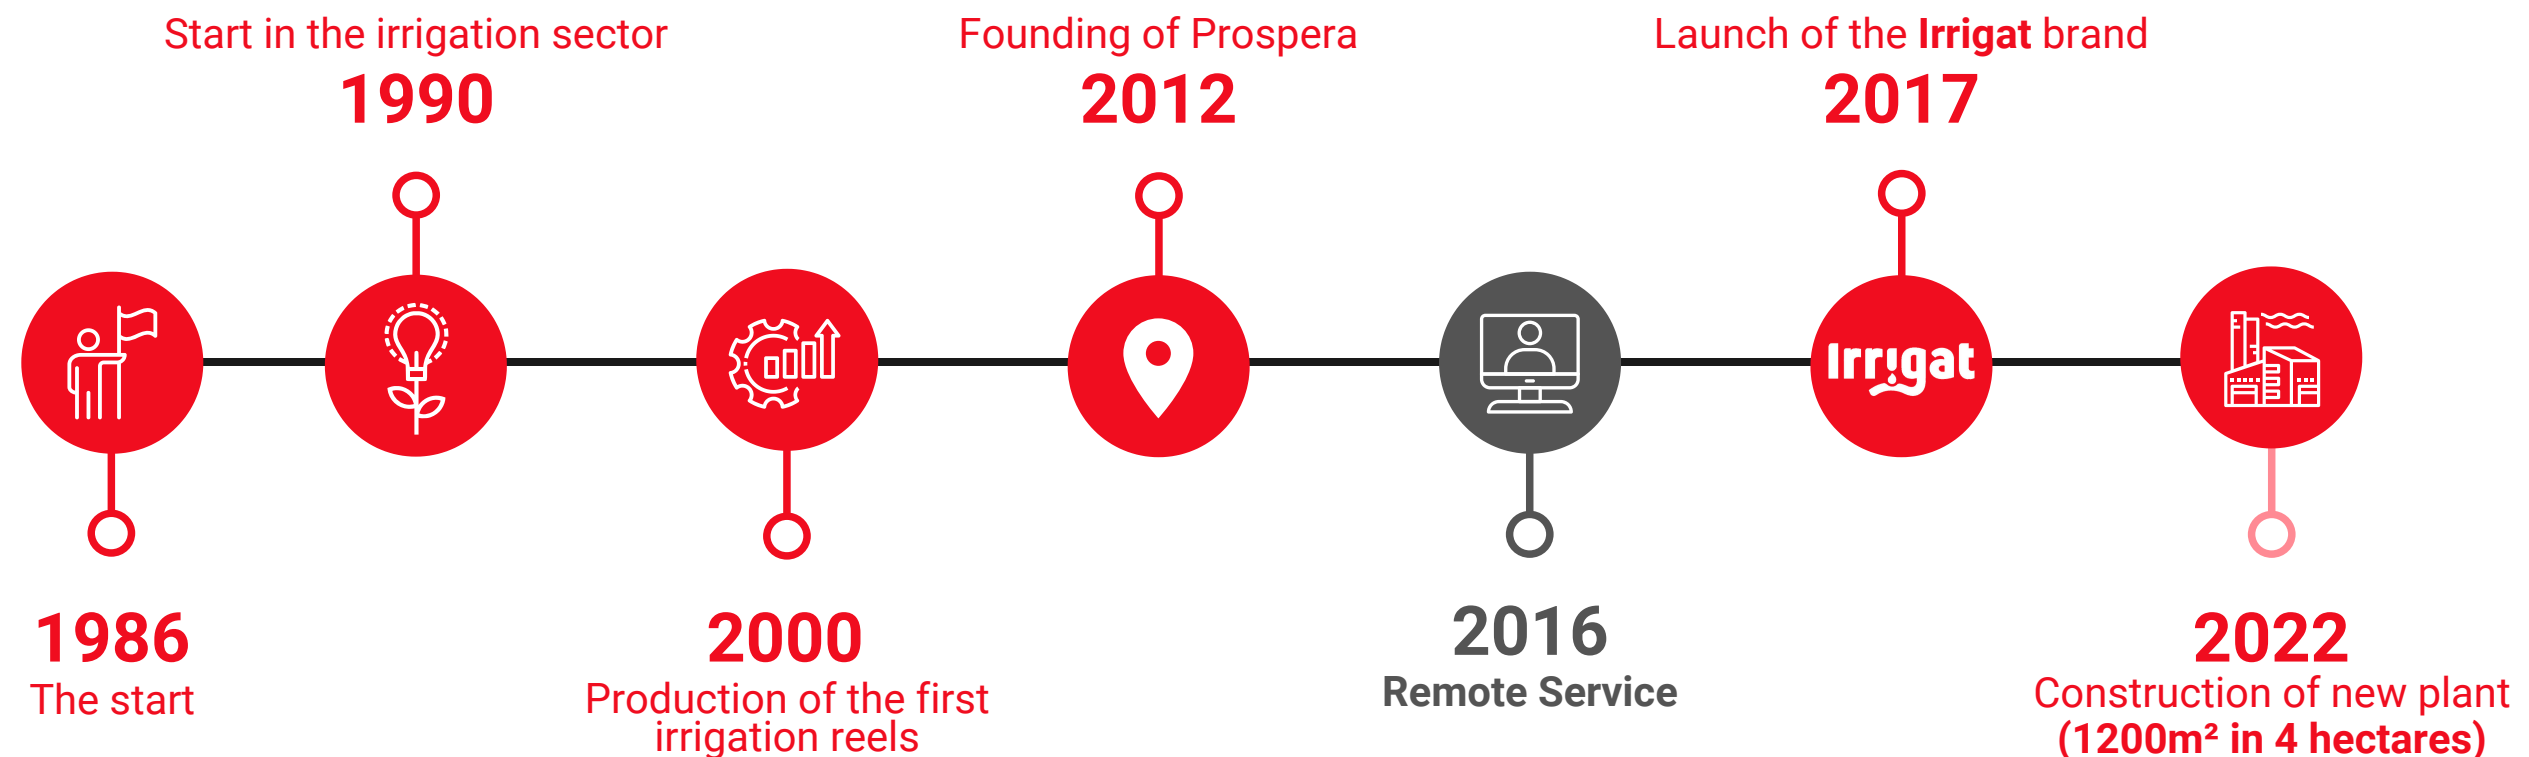 Start in the irrigation sector
1990
Founding of Prospera
2012
Launch of the Irrigat brand
2017
Irrigat
1986
The start
2000
Production of the first
irrigation reels
2016
Remote Service
2022
Construction of new plant
(1200m² in 4 hectares)